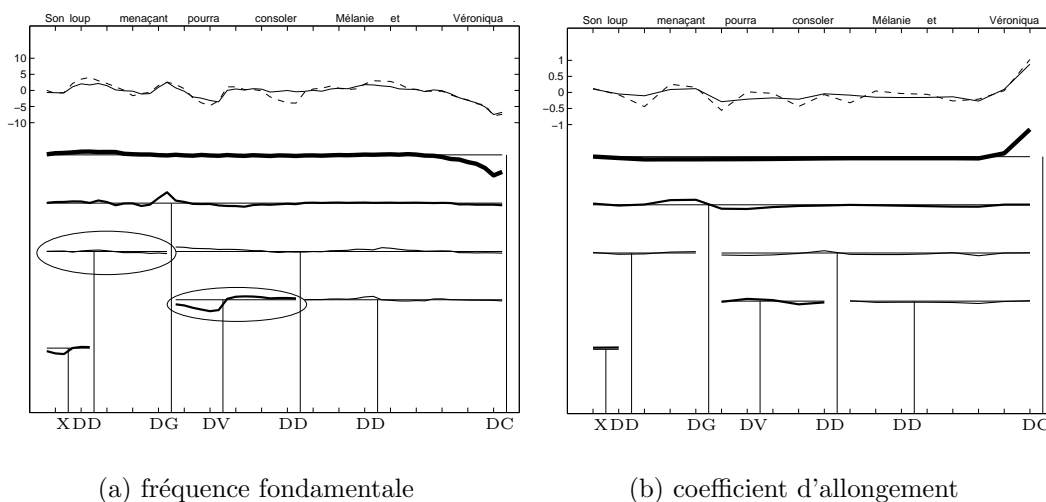 Son loup menaçant pourra consoler Mélanie et Véroniqua .
10
5
0
−5
−10
X DD DG DV DD DD DC
(a) fréquence fondamentale
Son loup menaçant pourra consoler Mélanie et Véroniqua
1
0.5
0
−0.5
−1
X DD DG DV DD DD DC
(b) coefficient d'allongement